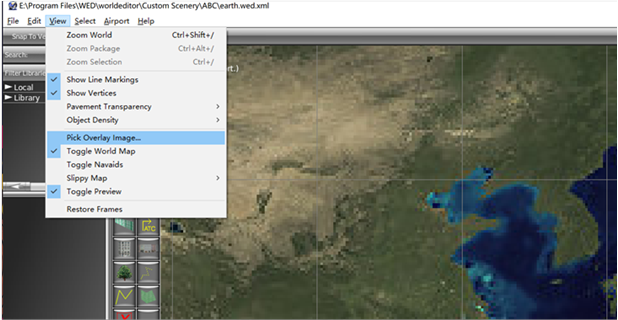 E:\Program Files\WED\worldeditor\Custom Scenery\ABC\earth.wed.xml
File Edit View Select Airport Help
Snap To Ve
Zoom World Ctrl+Shift+/
Zoom Package Ctrl+Alt+/
Search:
Zoom Selection Ctrl+/
Filter Librari
rt.)
Show Line Markings
Local
Show Vertices
Library
Pavement Transparency
Object Density
Pick Overlay Image...
Toggle World Map
Toggle Navaids
Slippy Map
Toggle Preview
Restore Frames
ATC